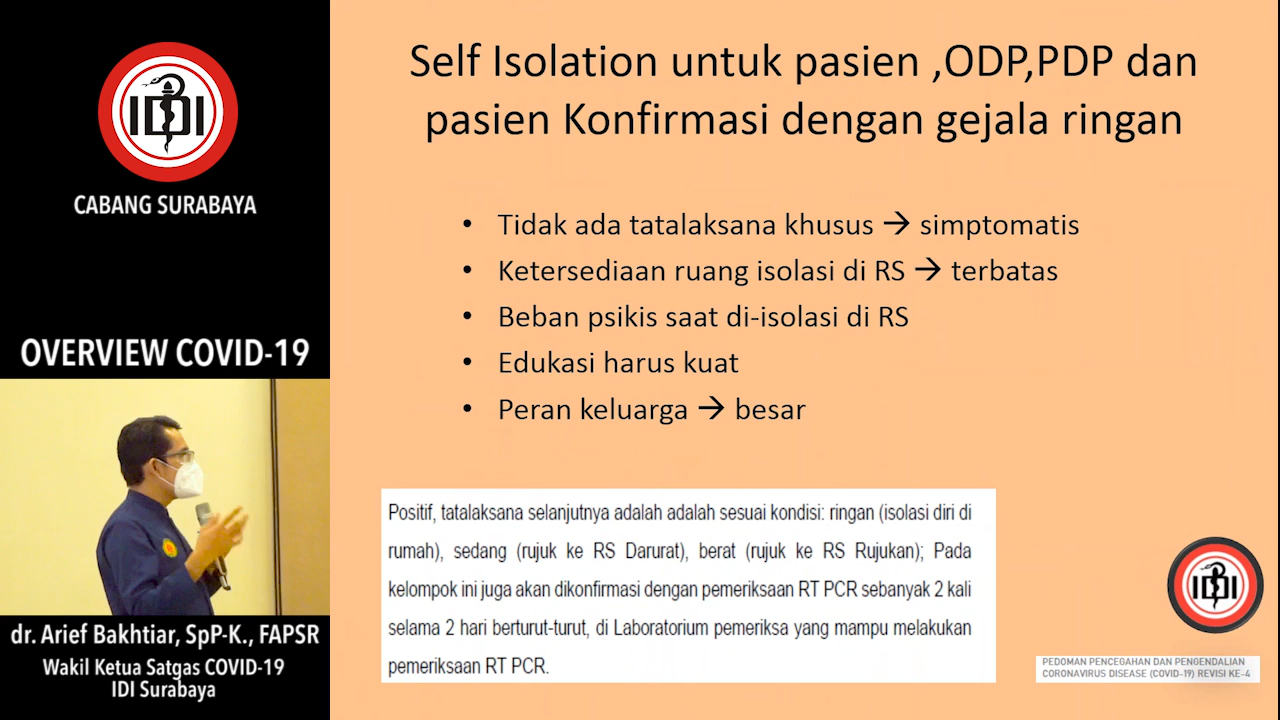 IDI
CABANG SURABAYA
OVERVIEW COVID-19
dr. Arief Bakhtiar, SpP-K., FAPSR
Wakil Ketua Satgas COVID-19
IDI Surabaya
Self Isolation untuk pasien ,ODP,PDP dan
pasien Konfirmasi dengan gejala ringan
• Tidak ada tatalaksana khusus → simptomatis
• Ketersediaan ruang isolasi di RS → terbatas
• Beban psikis saat di-isolasi di RS
• Edukasi harus kuat
• Peran keluarga → besar
Positif, tatalaksana selanjutnya adalah adalah sesuai kondisi: ringan (isolasi diri di
rumah), sedang (rujuk ke RS Darurat), berat (rujuk ke RS Rujukan); Pada
kelompok ini juga akan dikonfirmasi dengan pemeriksaan RT PCR sebanyak 2 kali
selama 2 hari berturut-turut, di Laboratorium pemeriksa yang mampu melakukan
pemeriksaan RT PCR.
IDI
PEDOMAN PENCEGAHAN DAN PENGENDALIAN
CORONAVIRUS DISEASE (COVID-19) REVISI KE-4